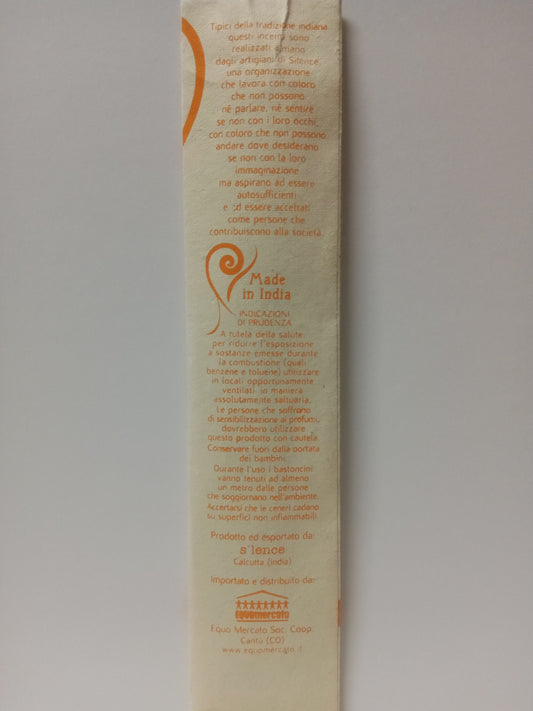 Tipici della tradizione indiana
questi incensi sono
realizzati a mano
dagli artigiani di Silence,
una organizzazione
che lavora con coloro
che non possono
né parlare, né sentire
se non con i loro occhi,
con coloro che non possono
andare dove desiderano
se non con la loro
immaginazione
ma aspirano ad essere
autosufficienti
e ad essere accettati
come persone che
contribuiscono alla società.
Made
in India
INDICAZIONI
DI PRUDENZA
A tutela della salute:
per ridurre l'esposizione
a sostanze emesse durante
la combustione (quali
benzene e toluene) utilizzare
in locali opportunamente
ventilati, in maniera
assolutamente saltuaria.
Le persone che soffrono
di sensibilizzazione ai profumi,
dovrebbero utilizzare
questo prodotto con cautela.
Conservare fuori dalla portata
dei bambini.
Durante l'uso i bastoncini
vanno tenuti ad almeno
un metro dalle persone
che soggiornano nell'ambiente.
Accertarsi che le ceneri cadano
su superfici non infiammabili.
Prodotto ed esportato da:
s'lence
Calcutta (India)
Importato e distribuito da:
equomercato
Equo Mercato Soc. Coop.
Cantù (CO)
www.equomercato.it